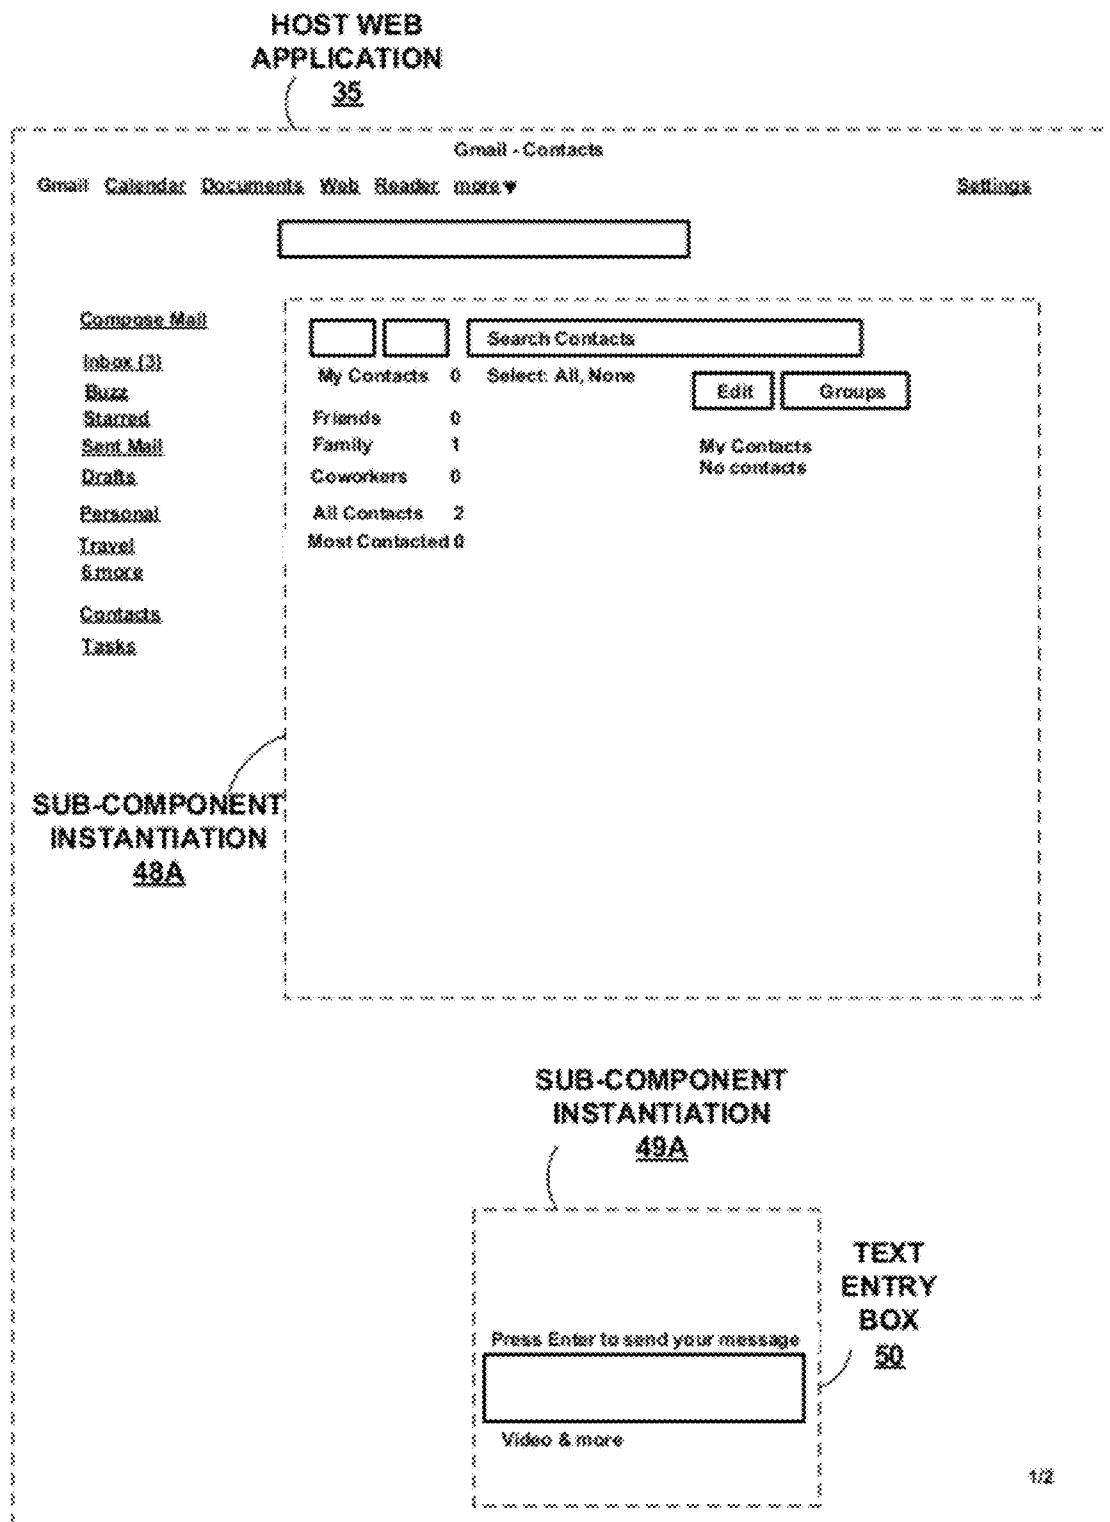 HOST WEB
APPLICATION
35
Gmail - Contacts
Gmail Calendar Documents Web Reader more ▼ Settings
Compose Mail
Inbox (3)
Buzz
Starred
Sent Mail
Drafts
Personal
Travel
6 more
Contacts
Tasks
Search Contacts
My Contacts 0 Select: All, None
Edit Groups
Friends 0
Family 1
Coworkers 0
All Contacts 2
Most Contacted 0
My Contacts
No contacts
SUB-COMPONENT
INSTANTIATION
48A
SUB-COMPONENT
INSTANTIATION
49A
TEXT
ENTRY
BOX
50
Press Enter to send your message
Video & more
1/2